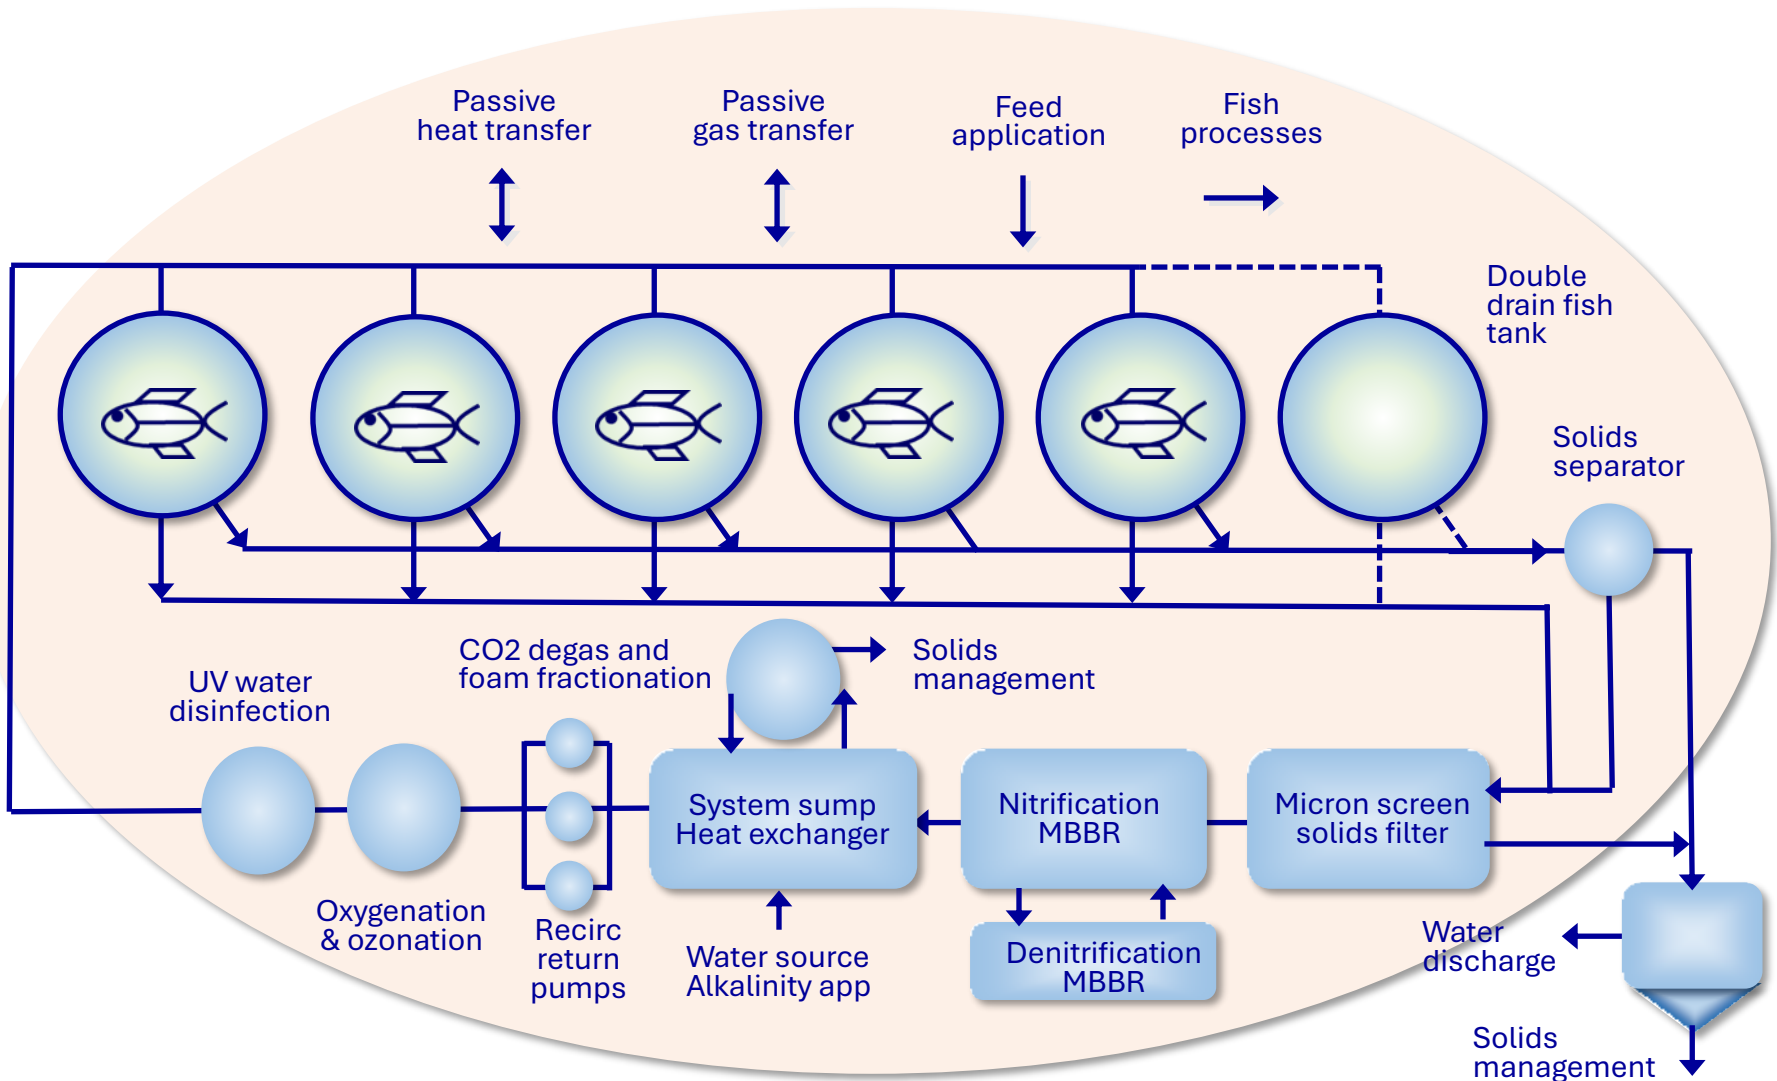 Passive
heat transfer
Passive
gas transfer
Feed
application
Fish
processes
Double
drain fish
tank
Solids
separator
CO2 degas and
foam fractionation
Solids
management
UV water
disinfection
System sump
Heat exchanger
Nitrification
MBBR
Micron screen
solids filter
Oxygenation
& ozonation
Recirc
return
pumps
Water source
Alkalinity app
Denitrification
MBBR
Water
discharge
Solids
management